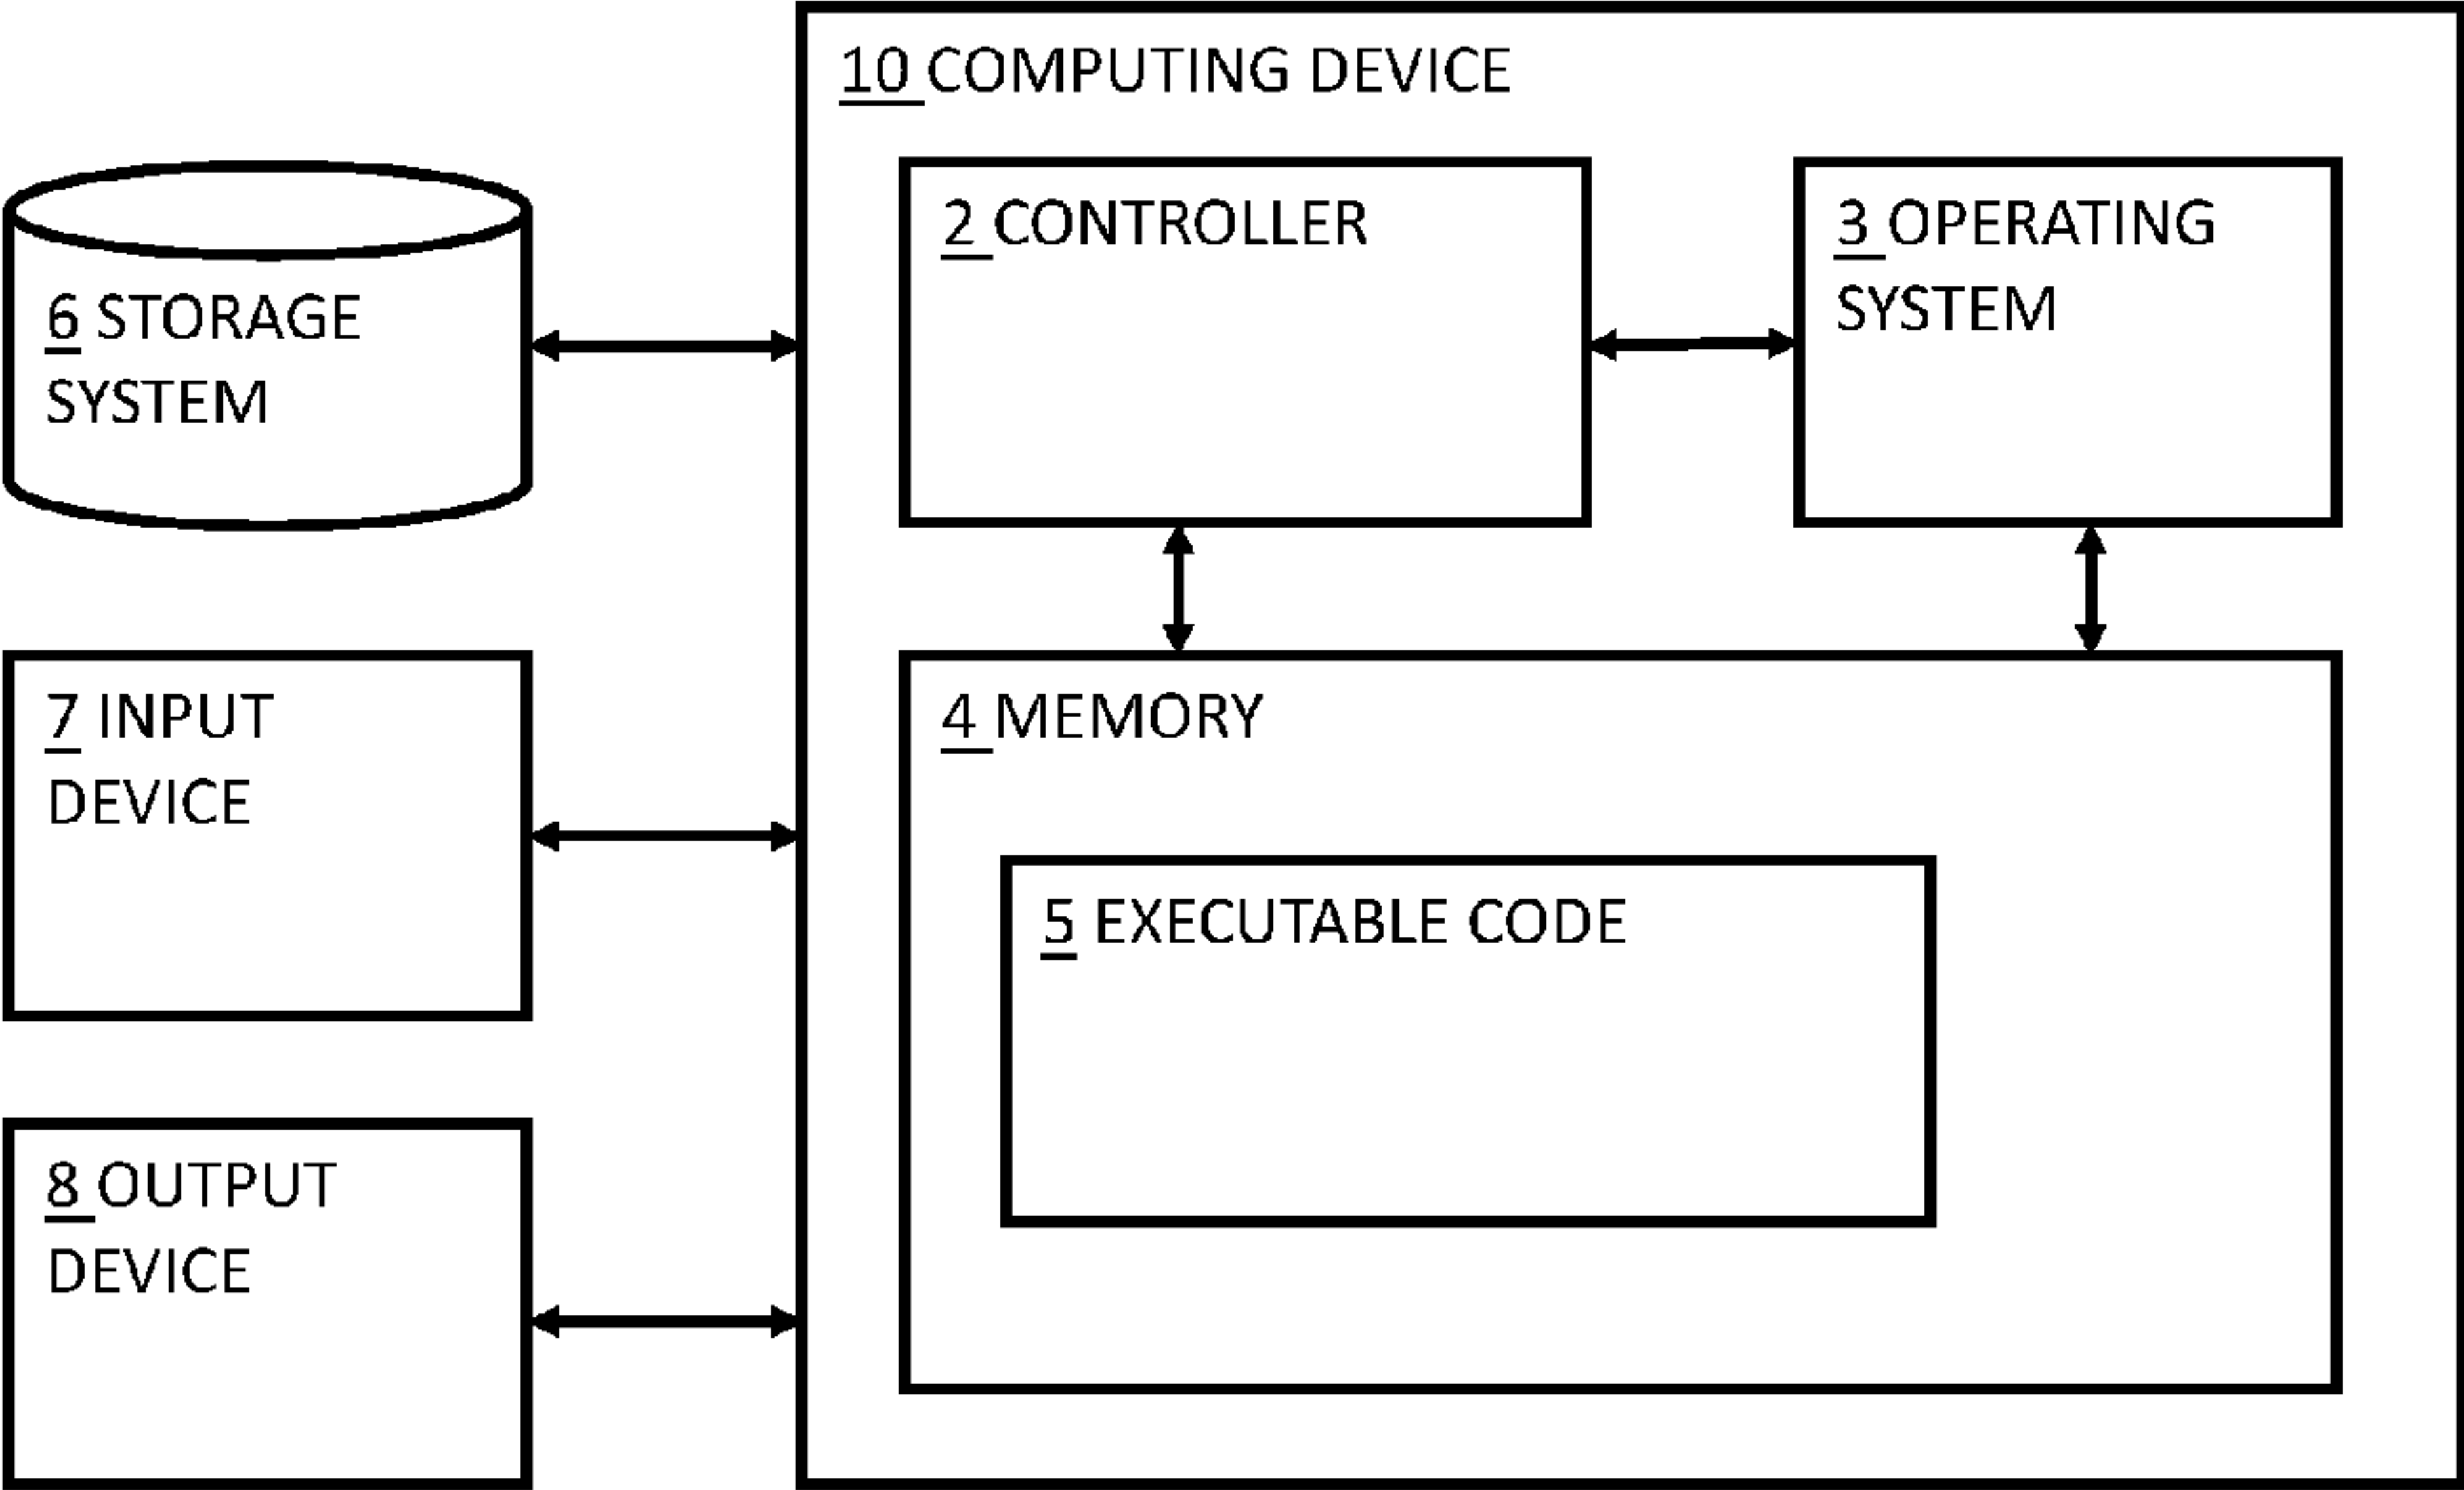 10 COMPUTING DEVICE
2 CONTROLLER
3 OPERATING
SYSTEM
6 STORAGE
SYSTEM
7 INPUT
DEVICE
4 MEMORY
5 EXECUTABLE CODE
8 OUTPUT
DEVICE